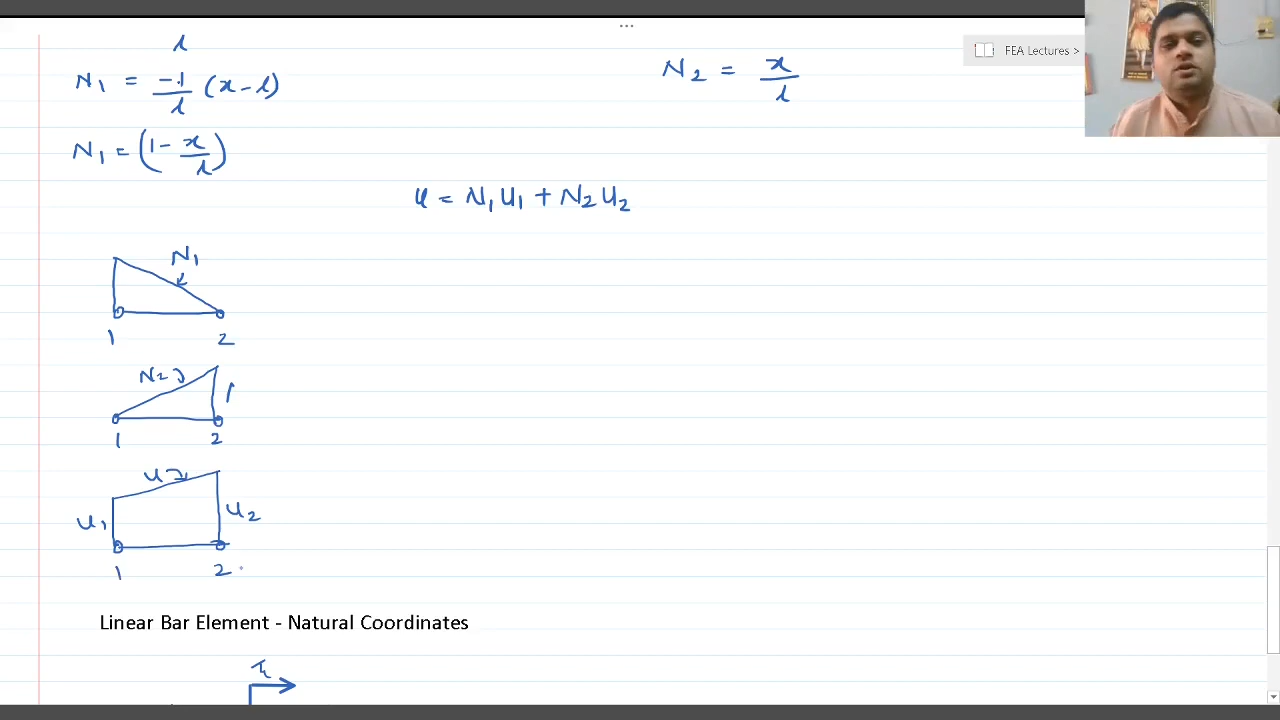 FEA Lectures >
l
N₁ = -1/l (x-l)
N₂ = x/l
N₁ = (1 - x/l)
u = N₁U₁ + N₂U₂
N₁
1 2
N₂ 1
1 2
u
U₁ U₂
1 2
Linear Bar Element - Natural Coordinates